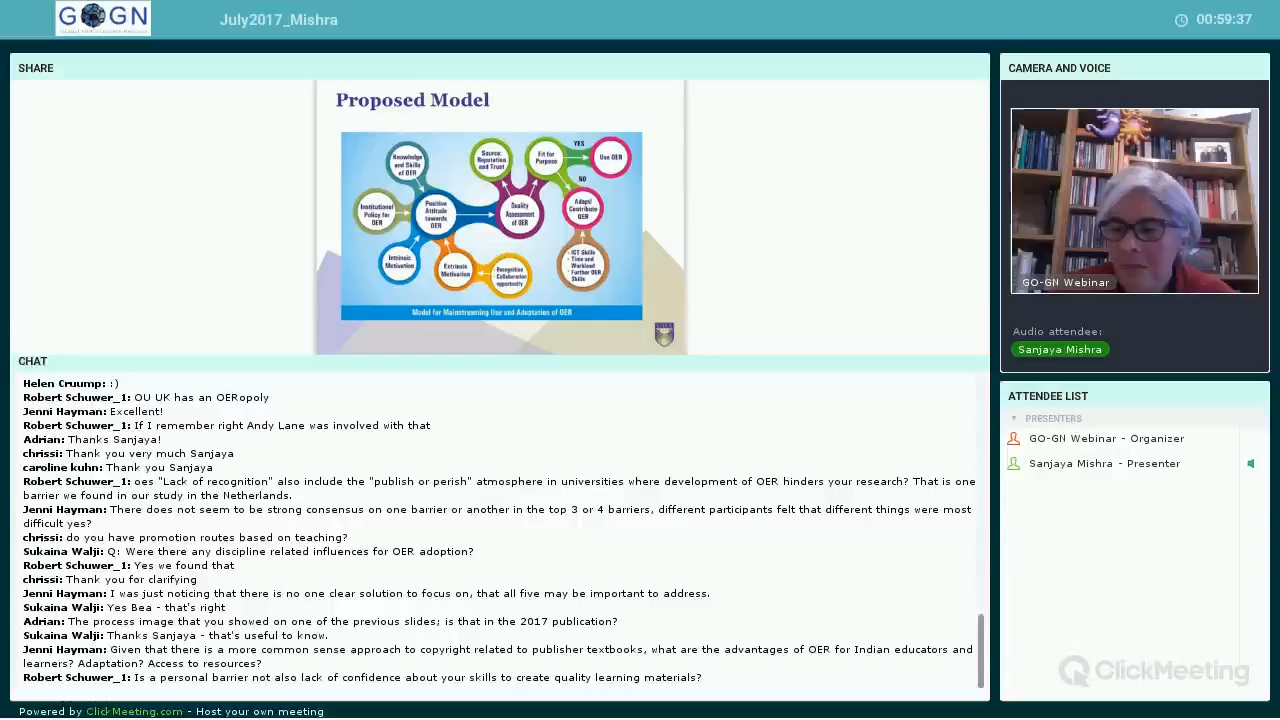 GOGN
July2017_Mishra
00:59:37
SHARE
Proposed Model
Knowledge
and Skills
of OER
Institutional
Policy for
OER
Intrinsic
Motivation
Positive
Attitude
towards
OER
Extrinsic
Motivation
• Recognition
• Collaboration
opportunity
Source:
Reputation
and Trust
Quality
Assessment
of OER
Fit for
Purpose
YES
Use OER
NO
Adapt/
Contribute
OER
• ICT Skills
• Time and
Workload
• Further OER
Skills
Model for Mainstreaming Use and Adaptation of OER
CHAT
Helen Cruump: :)
Robert Schuwer_1: OU UK has an OERopoly
Jenni Hayman: Excellent!
Robert Schuwer_1: If I remember right Andy Lane was involved with that
Adrian: Thanks Sanjaya!
chrissi: Thank you very much Sanjaya
caroline kuhn: Thank you Sanjaya
Robert Schuwer_1: oes "Lack of recognition" also include the "publish or perish" atmosphere in universities where development of OER hinders your research? That is one
barrier we found in our study in the Netherlands.
Jenni Hayman: There does not seem to be strong consensus on one barrier or another in the top 3 or 4 barriers, different participants felt that different things were most
difficult yes?
chrissi: do you have promotion routes based on teaching?
Sukaina Walji: Q: Were there any discipline related influences for OER adoption?
Robert Schuwer_1: Yes we found that
chrissi: Thank you for clarifying
Jenni Hayman: I was just noticing that there is no one clear solution to focus on, that all five may be important to address.
Sukaina Walji: Yes Bea - that's right
Adrian: The process image that you showed on one of the previous slides; is that in the 2017 publication?
Sukaina Walji: Thanks Sanjaya - that's useful to know.
Jenni Hayman: Given that there is a more common sense approach to copyright related to publisher textbooks, what are the advantages of OER for Indian educators and
learners? Adaptation? Access to resources?
Robert Schuwer_1: Is a personal barrier not also lack of confidence about your skills to create quality learning materials?
CAMERA AND VOICE
GO-GN Webinar
Audio attendee:
Sanjaya Mishra
ATTENDEE LIST
PRESENTERS
GO-GN Webinar - Organizer
Sanjaya Mishra - Presenter
ClickMeeting
Powered by ClickMeeting.com - Host your own meeting